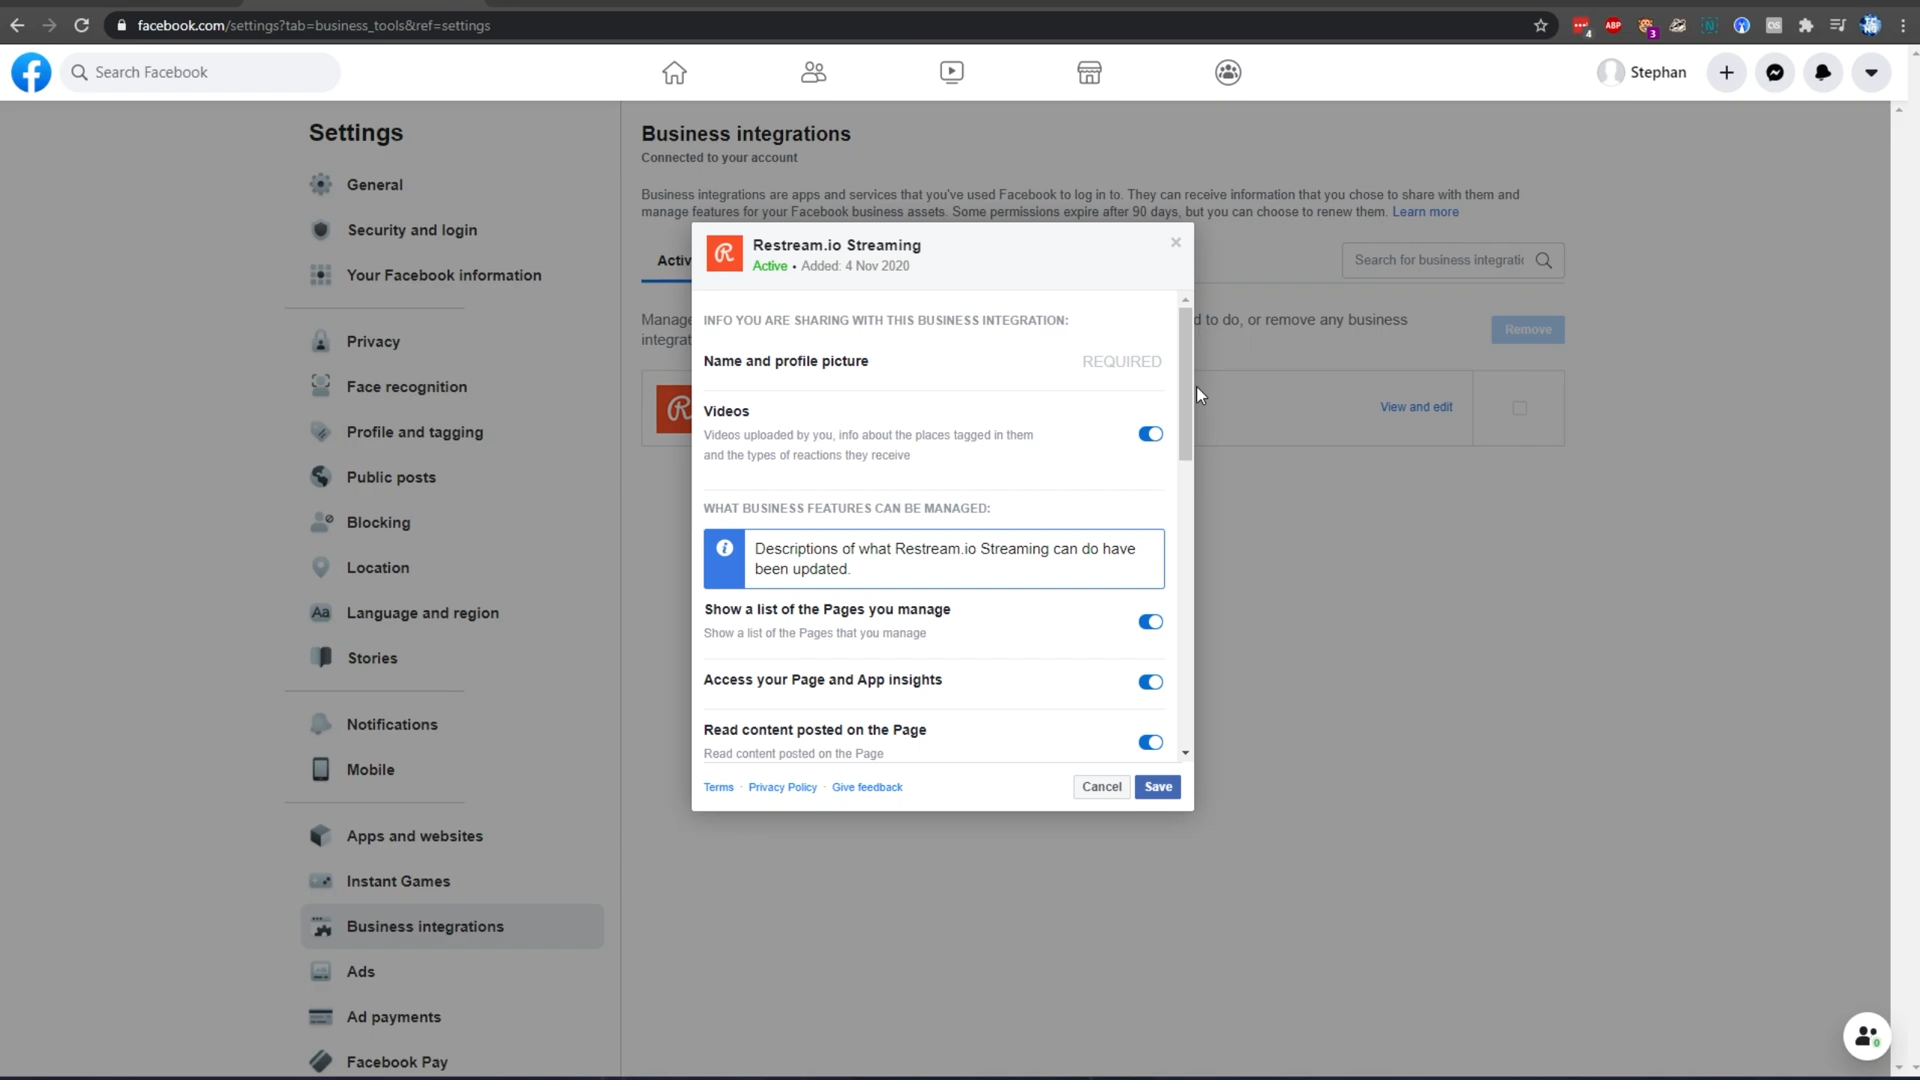 facebook.com/settings?tab=business_tools&ref=settings
4
ABP
3
Search Facebook
Stephan
Settings
General
Security and login
Your Facebook information
Privacy
Face recognition
Profile and tagging
Public posts
Blocking
Location
Aa Language and region
Stories
Notifications
Mobile
Apps and websites
Instant Games
Business integrations
Ads
Ad payments
Facebook Pay
Business integrations
Connected to your account
Business integrations are apps and services that you've used Facebook to log in to. They can receive information that you chose to share with them and
manage features for your Facebook business assets. Some permissions expire after 90 days, but you can choose to renew them. Learn more
Activ
Search for business integratic
Manage
d to do, or remove any business
integrat
Remove
View and edit
Restream.io Streaming
Active • Added: 4 Nov 2020
INFO YOU ARE SHARING WITH THIS BUSINESS INTEGRATION:
Name and profile picture REQUIRED
Videos
Videos uploaded by you, info about the places tagged in them
and the types of reactions they receive
WHAT BUSINESS FEATURES CAN BE MANAGED:
Descriptions of what Restream.io Streaming can do have
been updated.
Show a list of the Pages you manage
Show a list of the Pages that you manage
Access your Page and App insights
Read content posted on the Page
Read content posted on the Page
Terms · Privacy Policy · Give feedback
Cancel Save
0